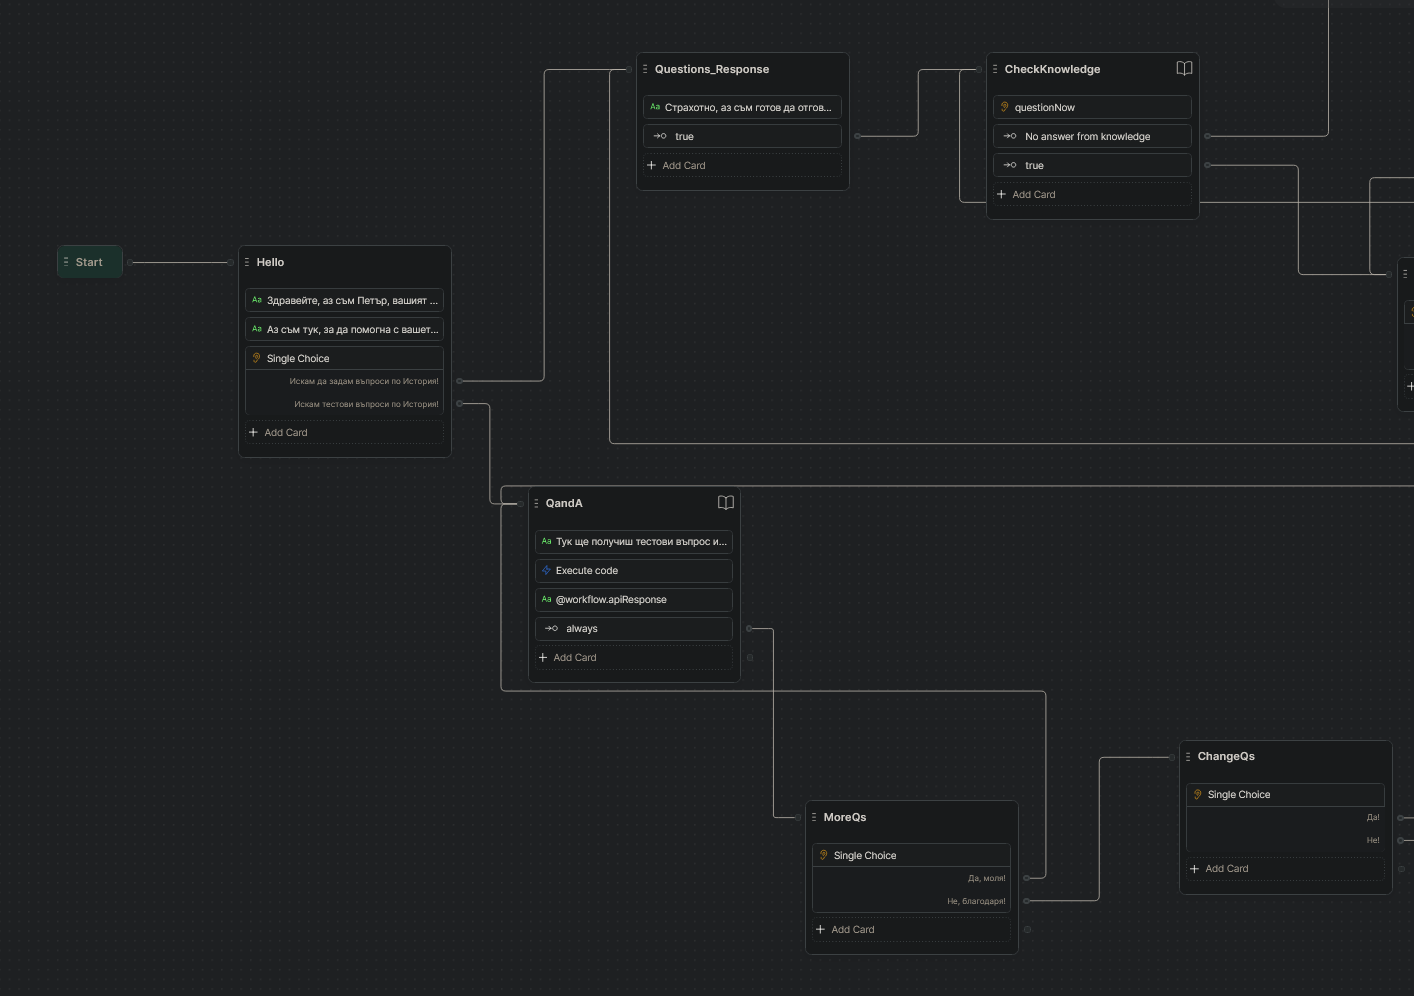 Questions_Response
Aa Страхотно, аз съм готов да отгов...
true
Add Card
CheckKnowledge
questionNow
No answer from knowledge
true
Add Card
Start
Hello
Aa Здравейте, аз съм Петър, вашият ...
Aa Аз съм тук, за да помогна с вашет...
Single Choice
Искам да задам въпроси по История!
Искам тестови въпроси по История!
Add Card
QandA
Aa Тук ще получиш тестови въпрос и...
Execute code
Aa @workflow.apiResponse
always
Add Card
MoreQs
Single Choice
Да, моля!
Не, благодаря!
Add Card
ChangeQs
Single Choice
Да!
Не!
Add Card